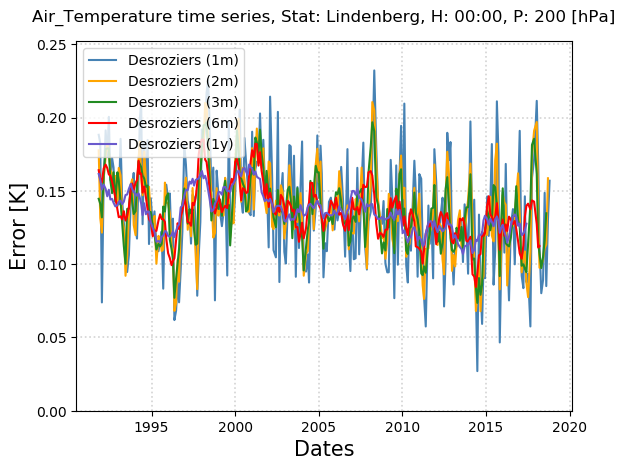 Air_Temperature time series, Stat: Lindenberg, H: 00:00, P: 200 [hPa]
0.25
0.20
0.15
0.10
0.05
0.00
Error [K]
Desroziers (1m)
Desroziers (2m)
Desroziers (3m)
Desroziers (6m)
Desroziers (1y)
1995
2000
2005
2010
2015
2020
Dates